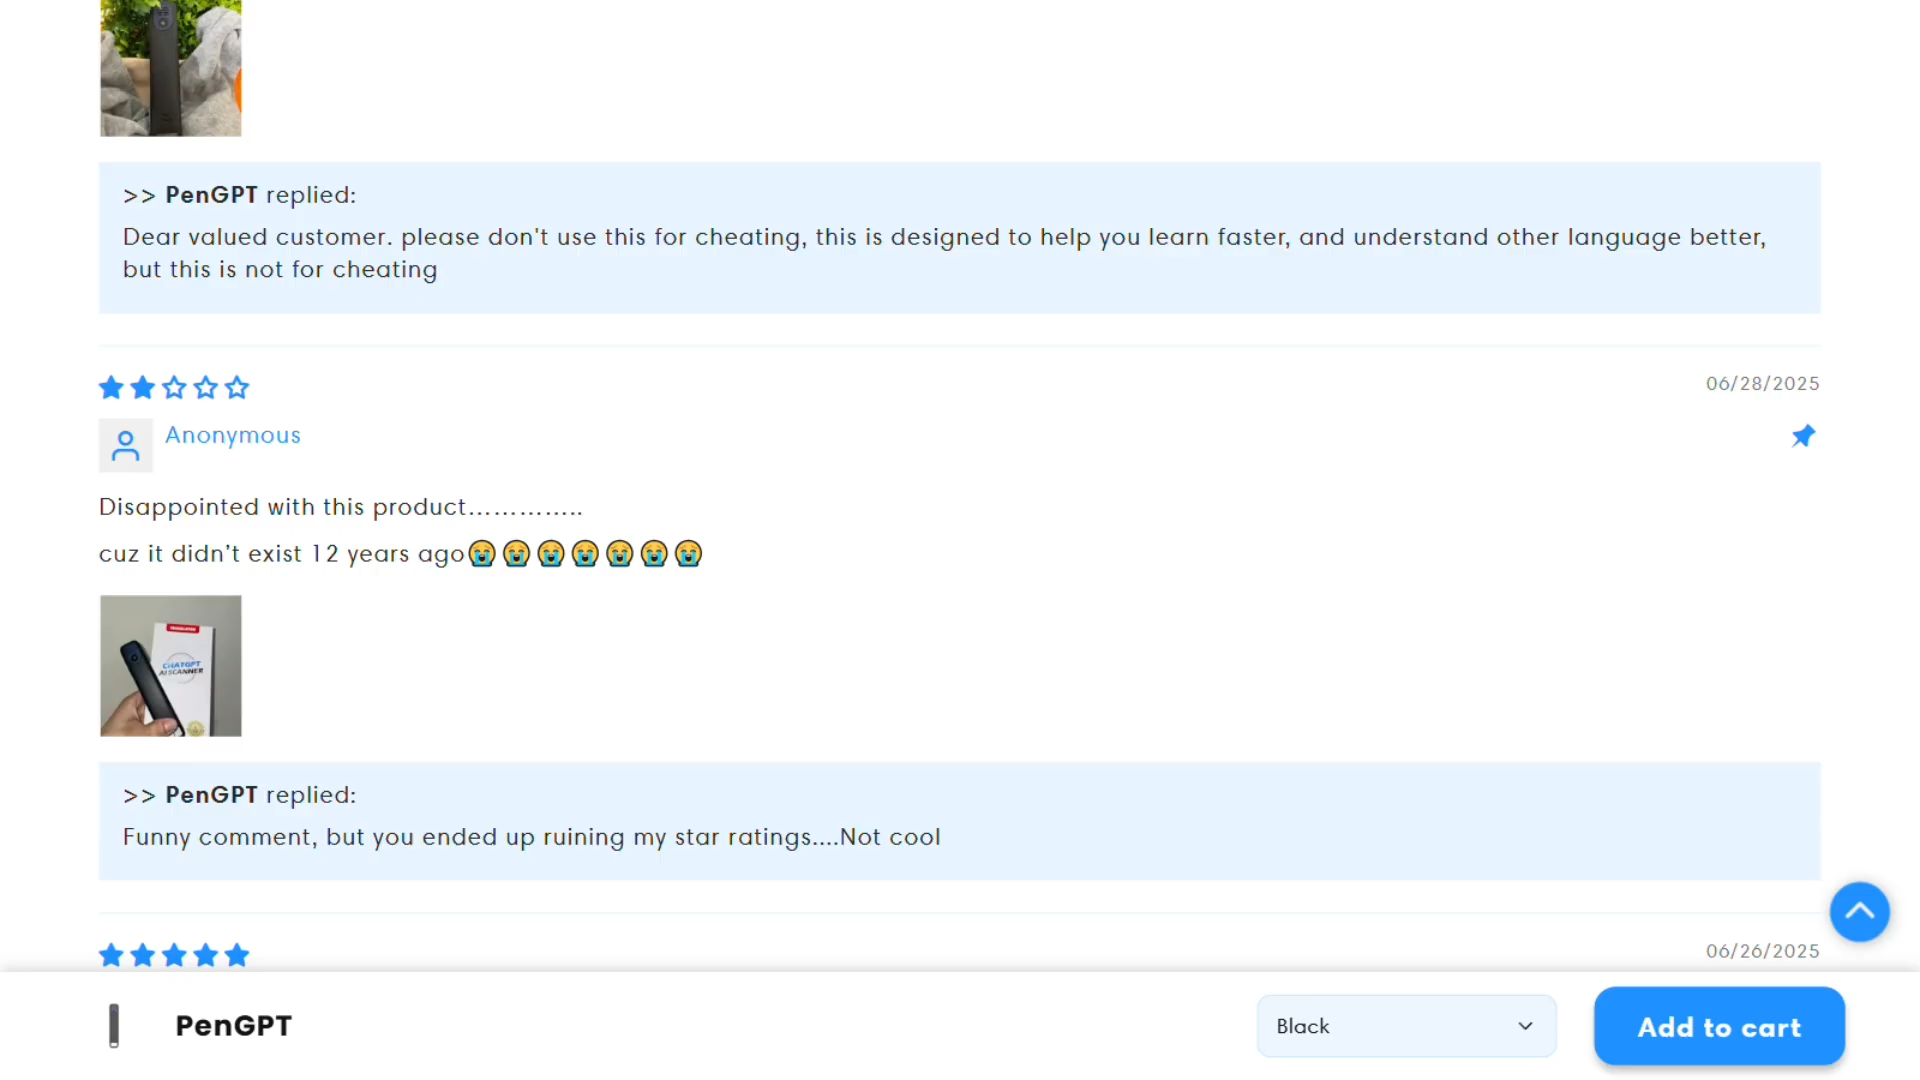 >> PenGPT replied:
Dear valued customer. please don't use this for cheating, this is designed to help you learn faster, and understand other language better,
but this is not for cheating
06/28/2025
Anonymous
Disappointed with this product…………..
cuz it didn’t exist 12 years ago😭😭😭😭😭😭😭
CHATGPT
AI SCANNER
>> PenGPT replied:
Funny comment, but you ended up ruining my star ratings....Not cool
06/26/2025
PenGPT
Black
Add to cart